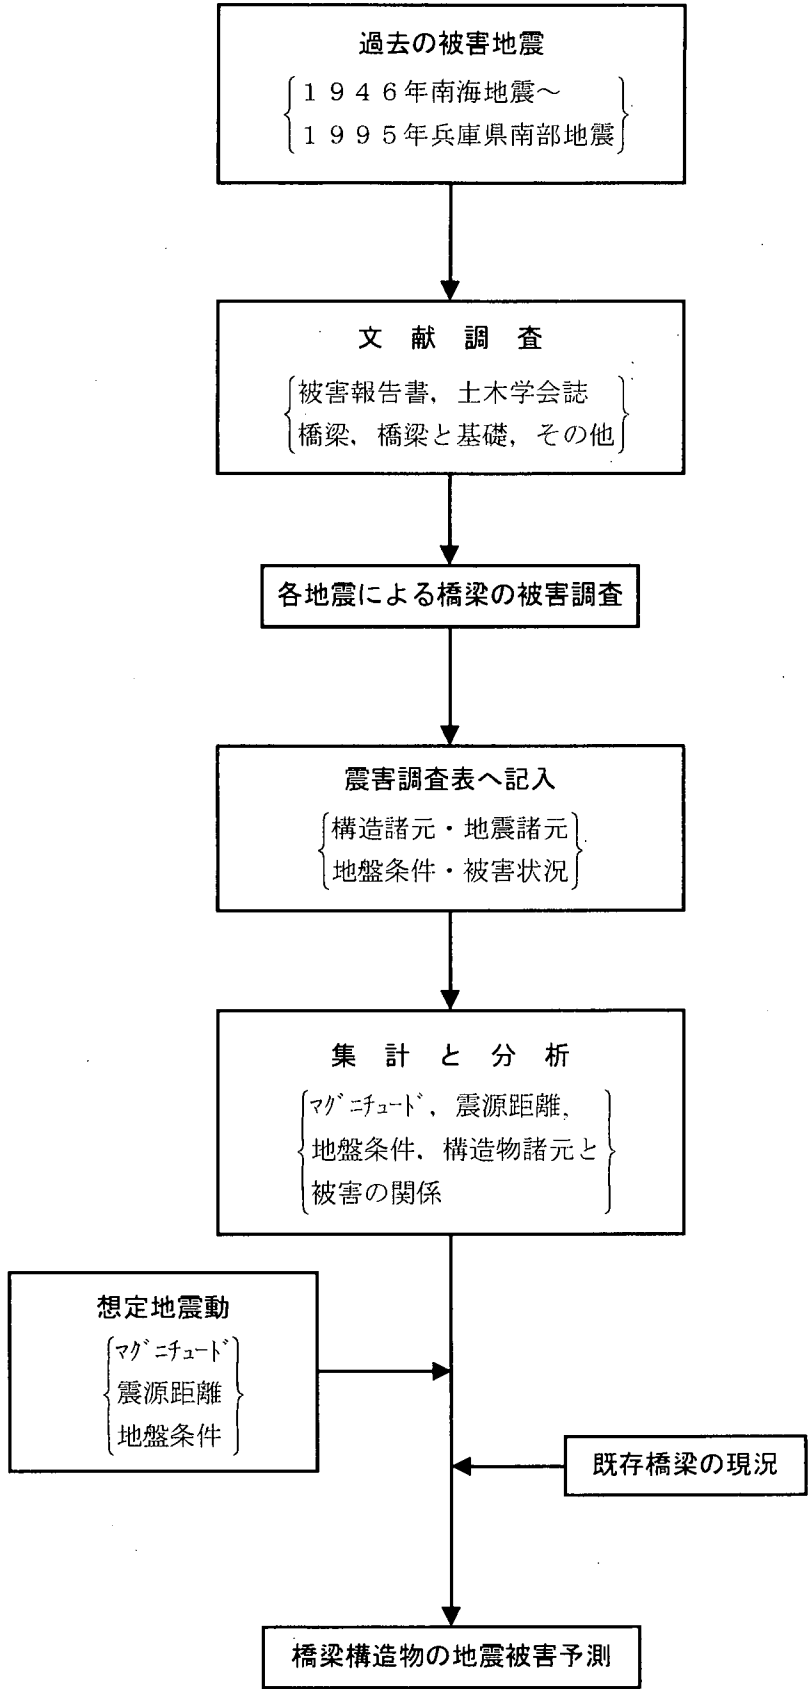 過去の被害地震
１９４６年南海地震～
１９９５年兵庫県南部地震
文献調査
被害報告書，土木学会誌
橋梁，橋梁と基礎，その他
各地震による橋梁の被害調査
震害調査表へ記入
構造諸元・地震諸元
地盤条件・被害状況
集計と分析
ﾏｸﾞﾆﾁｭｰﾄﾞ，震源距離，
地盤条件，構造物諸元と
被害の関係
想定地震動
ﾏｸﾞﾆﾁｭｰﾄﾞ
震源距離
地盤条件
既存橋梁の現況
橋梁構造物の地震被害予測